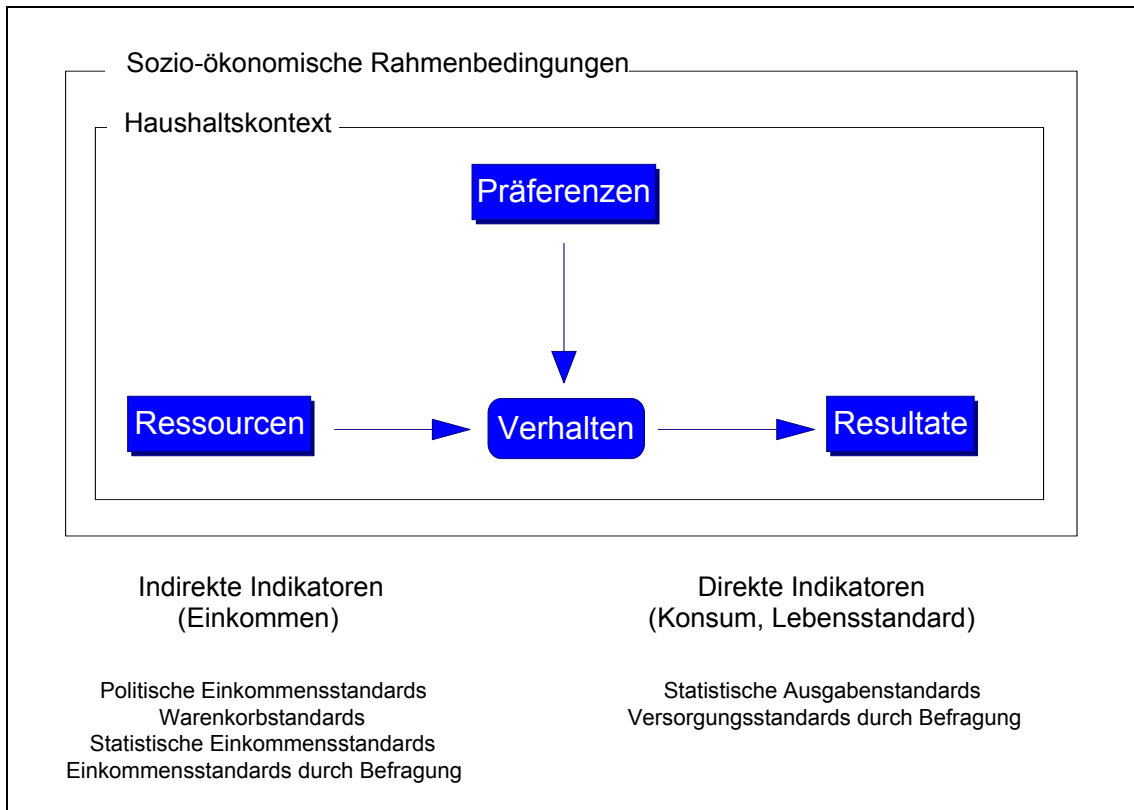 Sozio-ökonomische Rahmenbedingungen
Haushaltskontext
Präferenzen
Ressourcen
Verhalten
Resultate
Indirekte Indikatoren
(Einkommen)
Direkte Indikatoren
(Konsum, Lebensstandard)
Politische Einkommensstandards
Warenkorbstandards
Statistische Einkommensstandards
Einkommensstandards durch Befragung
Statistische Ausgabenstandards
Versorgungsstandards durch Befragung